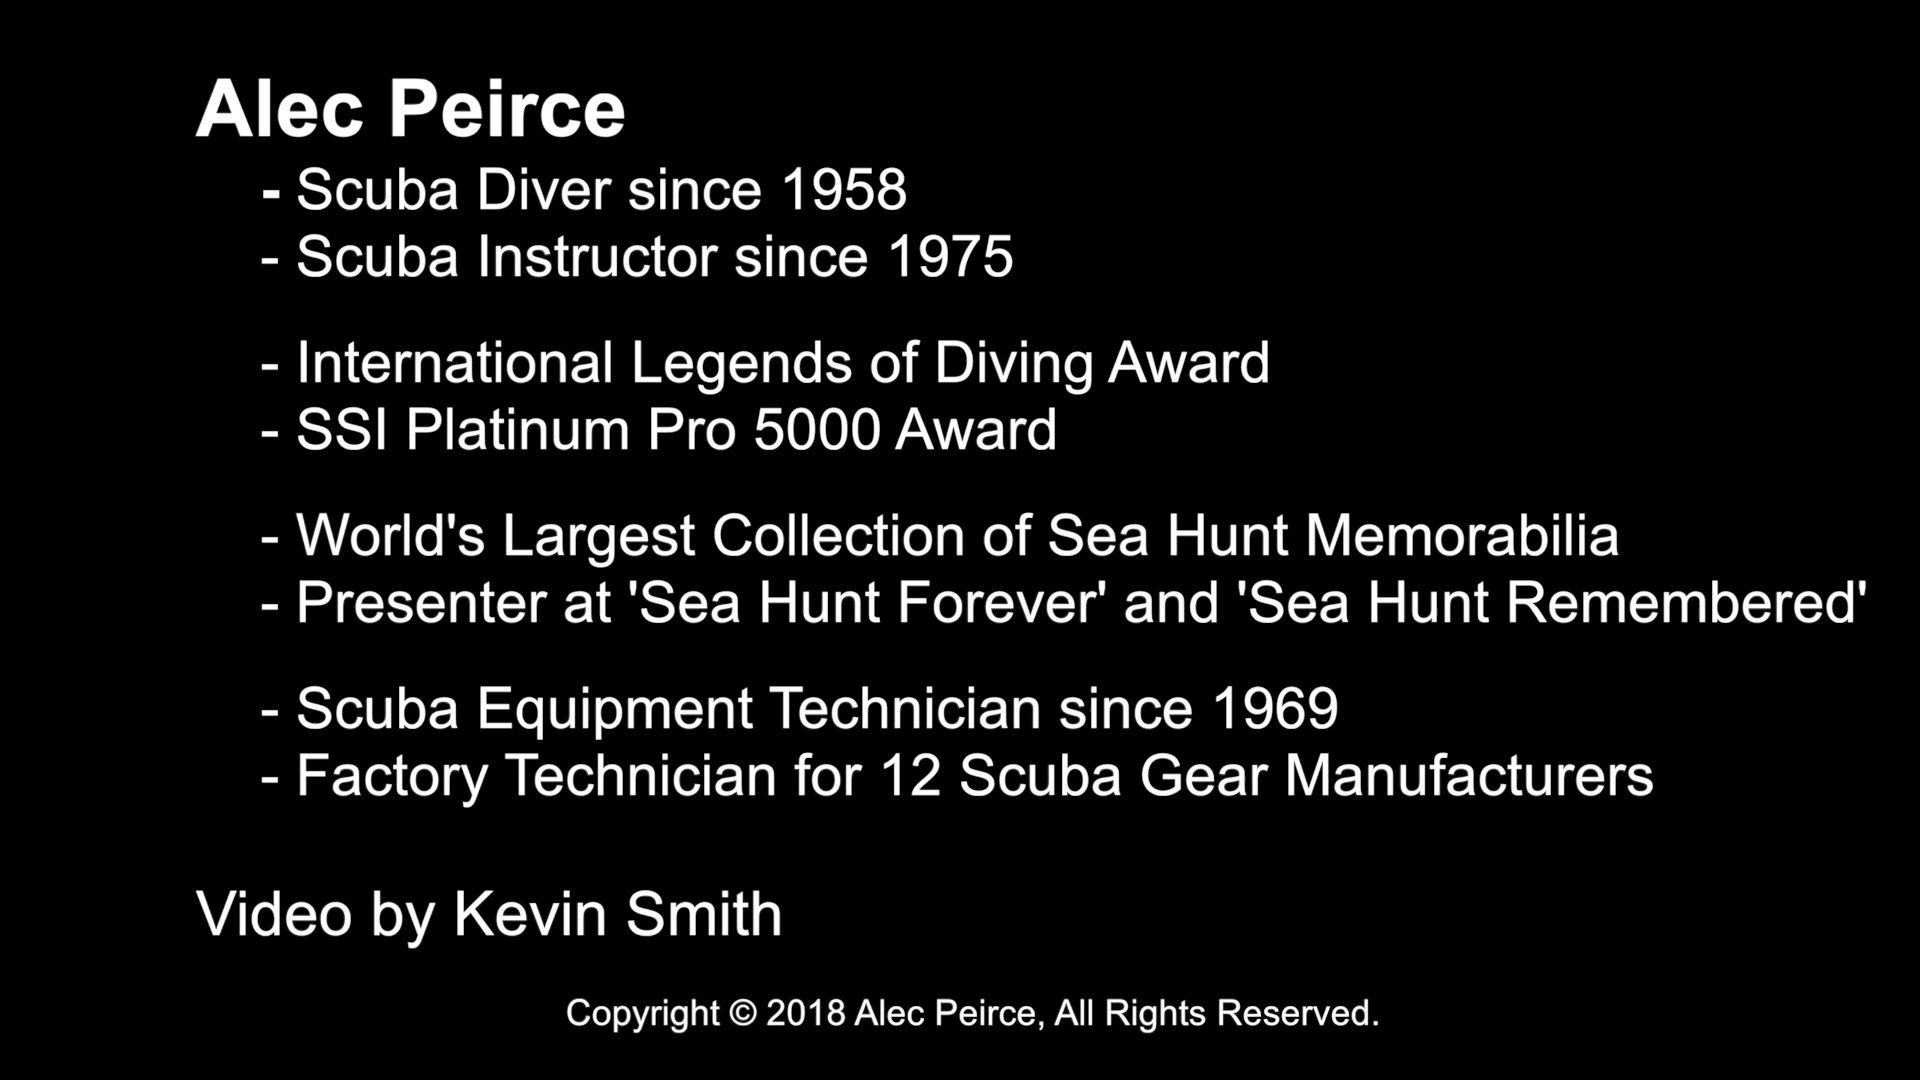 Alec Peirce
- Scuba Diver since 1958
- Scuba Instructor since 1975
- International Legends of Diving Award
- SSI Platinum Pro 5000 Award
- World's Largest Collection of Sea Hunt Memorabilia
- Presenter at 'Sea Hunt Forever' and 'Sea Hunt Remembered'
- Scuba Equipment Technician since 1969
- Factory Technician for 12 Scuba Gear Manufacturers
Video by Kevin Smith
Copyright © 2018 Alec Peirce, All Rights Reserved.